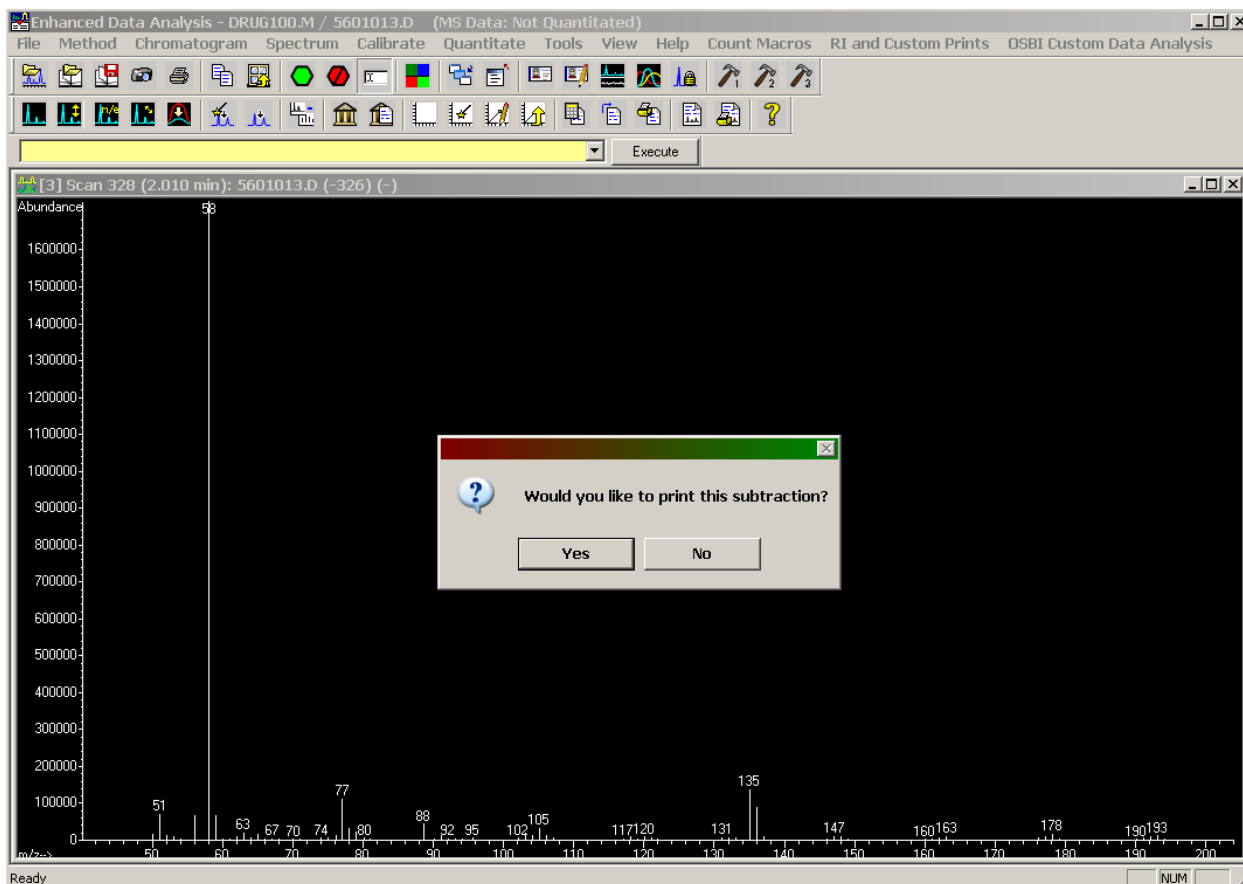 Enhanced Data Analysis - DRUG100.M / 5601013.D (MS Data: Not Quantitated)
File Method Chromatogram Spectrum Calibrate Quantitate Tools View Help Count Macros RI and Custom Prints OSBI Custom Data Analysis
Execute
[3] Scan 328 (2.010 min): 5601013.D (-326) (-)
Abundance
58
1600000
1500000
1400000
1300000
1200000
1100000
1000000
900000
800000
700000
600000
500000
400000
300000
200000
100000
0
Would you like to print this subtraction?
Yes No
51 63 67 70 74 77 80 88 92 95 102 105 117 120 131 135 147 160 163 178 190 193
m/z--> 50 60 70 80 90 100 110 120 130 140 150 160 170 180 190 200
Ready NUM